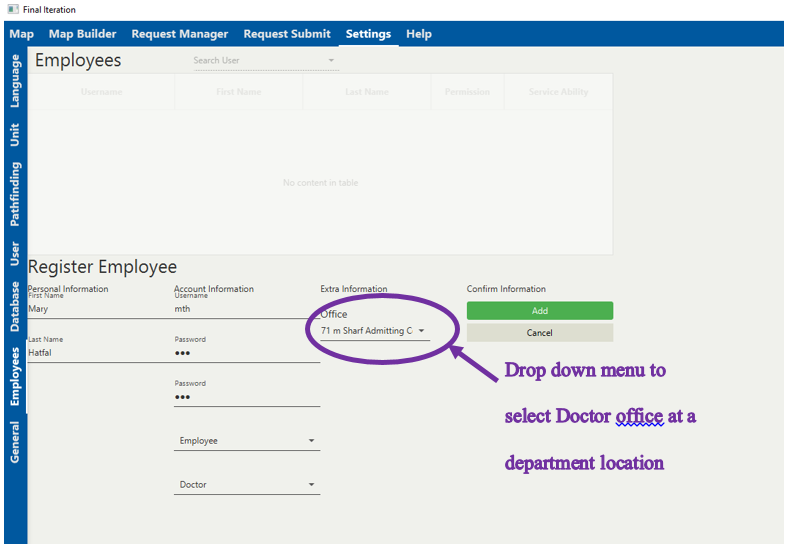 Final Iteration
Map Map Builder Request Manager Request Submit Settings Help
Language
Unit
Pathfinding
User
Database
Employees
General
Employees
Search User
Username First Name Last Name Permission Service Ability
No content in table
Register Employee
Personal Information Account Information Extra Information Confirm Information
First Name Username
Mary mth Office Add
71 m Sharf Admitting C
Cancel
Last Name Password
Hatfal •••
Password
•••
Employee
Doctor
Drop down menu to
select Doctor office at a
department location